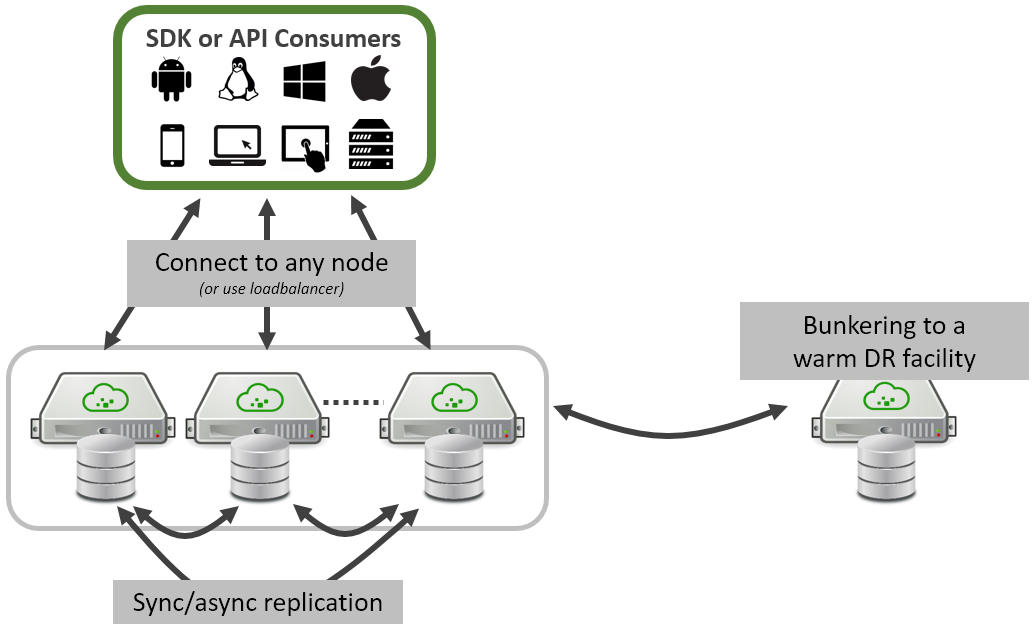 SDK or API Consumers
Connect to any node
(or use loadbalancer)
Bunkering to a
warm DR facility
Sync/async replication